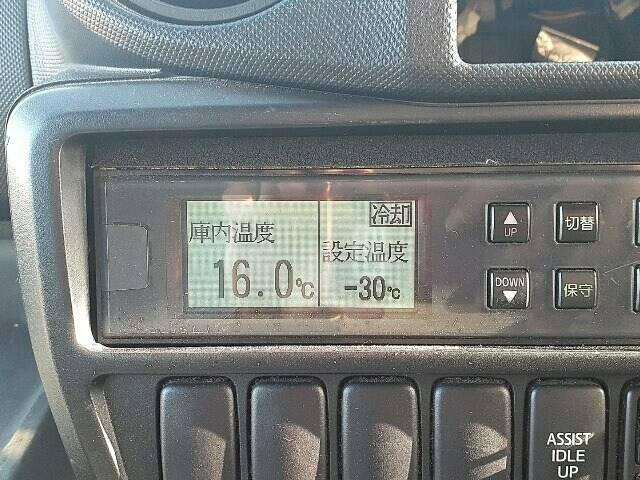 庫内温度
16.0℃
冷却
設定温度
-30℃
UP
切替
DOWN
保守
ASSIST
IDLE
UP